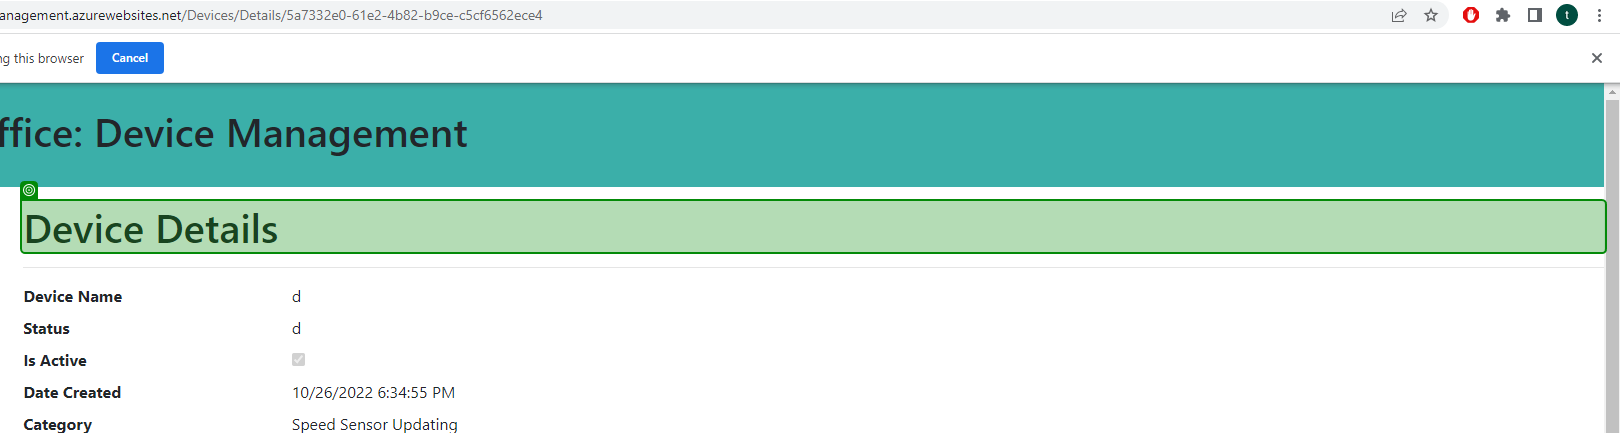 anagement.azurewebsites.net/Devices/Details/5a7332e0-61e2-4b82-b9ce-c5cf6562ece4
t
ng this browser Cancel
ffice: Device Management
Device Details
Device Name d
Status d
Is Active
Date Created 10/26/2022 6:34:55 PM
Category Speed Sensor Updating